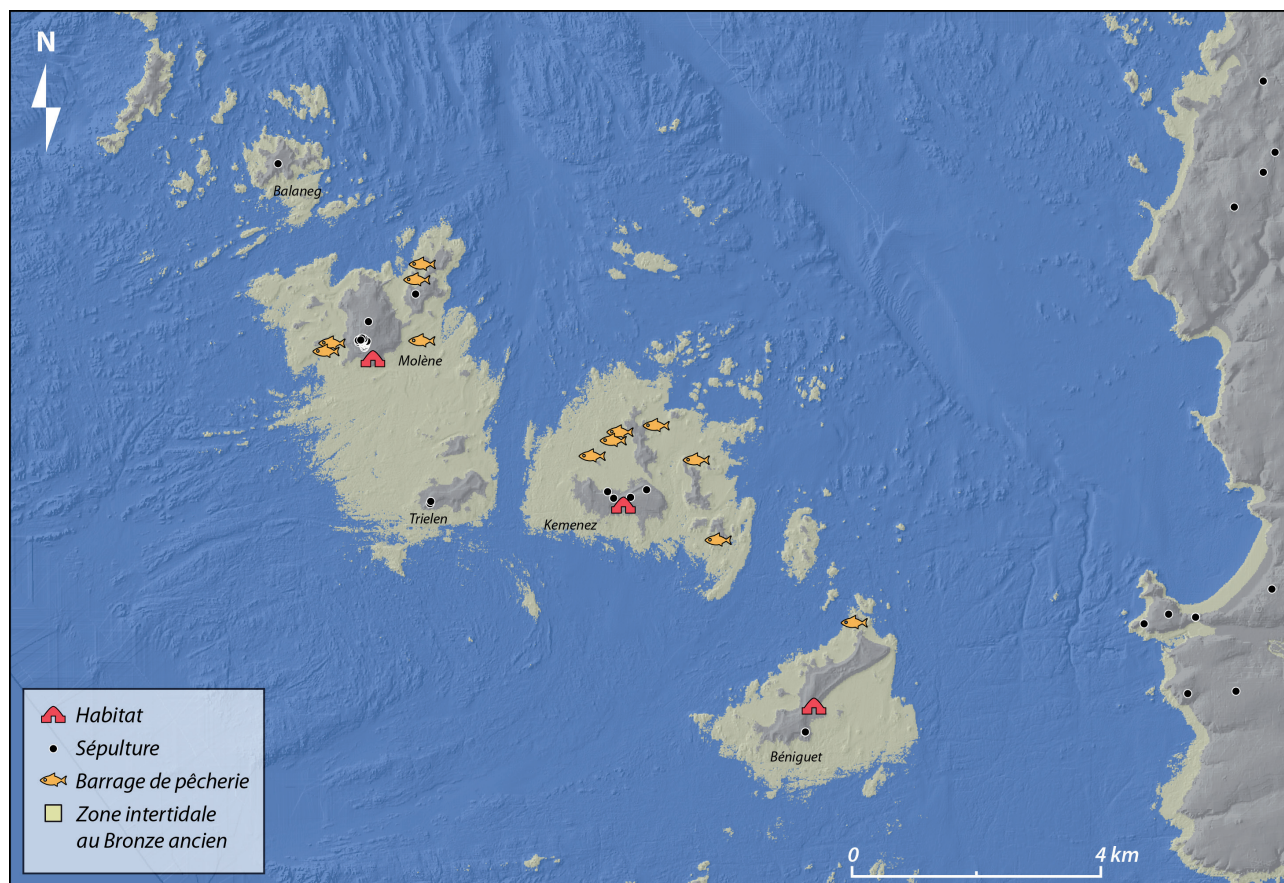 N
Balaneg
Molène
Trielen
Kemenez
Béniguet
Habitat
Sépulture
Barrage de pêcherie
Zone intertidale
au Bronze ancien
0 4 km